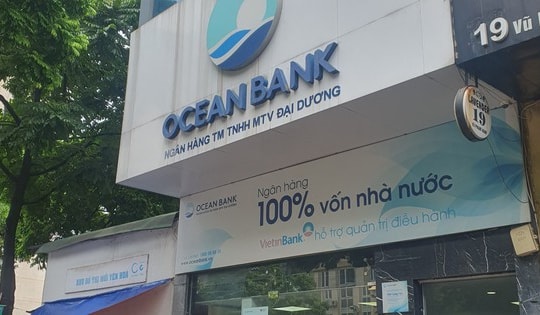 OCEAN BANK
NGÂN HÀNG TM TNHH MTV ĐẠI DƯƠNG
19 Vũ
19
OCEAN BANK
Ngân hàng
100% vốn nhà nước
VietinBank hỗ trợ quản trị điều hành